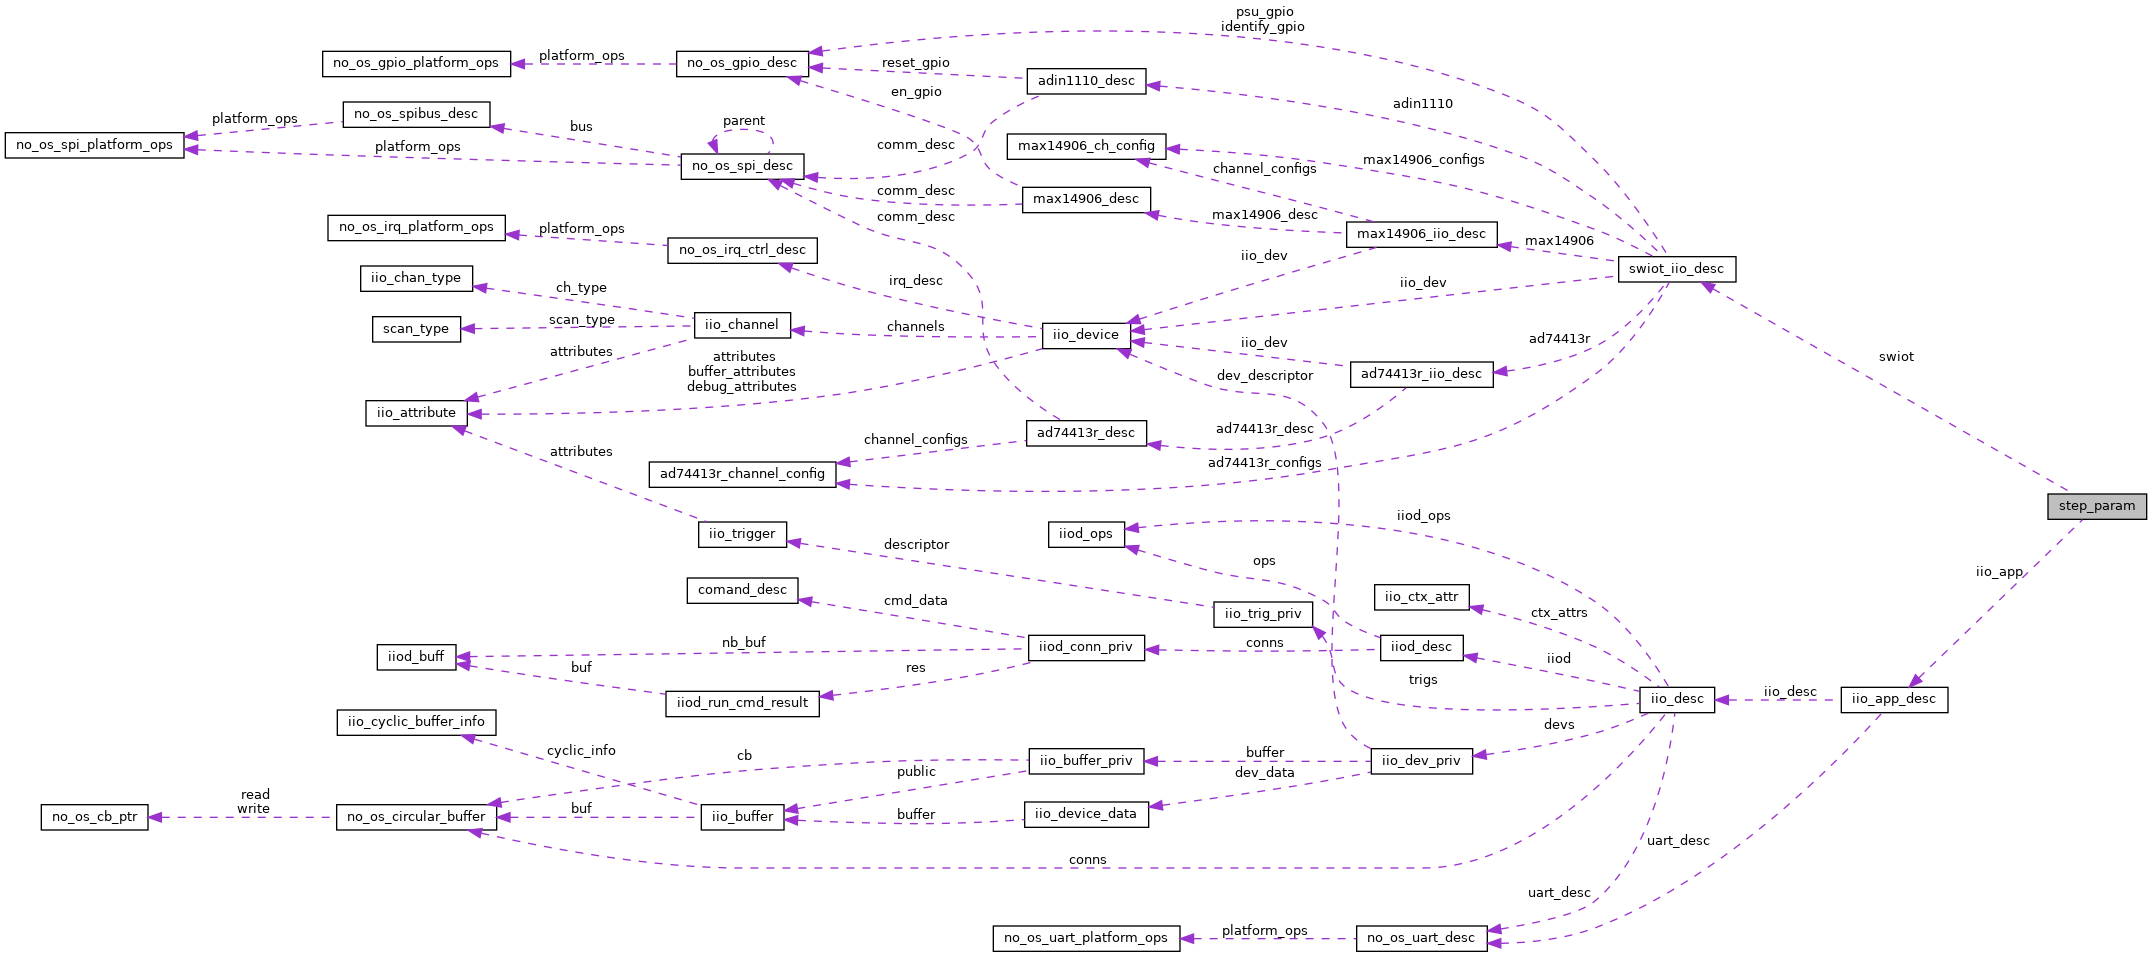 psu_gpio
identify_gpio
no_os_gpio_platform_ops
platform_ops
no_os_gpio_desc
reset_gpio
adin1110_desc
en_gpio
adin1110
no_os_spibus_desc
platform_ops
no_os_spi_platform_ops
platform_ops
bus
parent
no_os_spi_desc
comm_desc
max14906_ch_config
max14906_configs
channel_configs
comm_desc
max14906_desc
comm_desc
max14906_desc
max14906_iio_desc
max14906
no_os_irq_platform_ops
platform_ops
no_os_irq_ctrl_desc
iio_dev
swiot_iio_desc
iio_chan_type
ch_type
irq_desc
iio_dev
scan_type
scan_type
iio_channel
channels
iio_device
iio_dev
ad74413r
swiot
attributes
attributes
buffer_attributes
debug_attributes
dev_descriptor
ad74413r_iio_desc
iio_attribute
ad74413r_desc
ad74413r_desc
channel_configs
attributes
ad74413r_channel_config
ad74413r_configs
step_param
iiod_ops
iio_trigger
descriptor
iiod_ops
ops
iio_app
comand_desc
cmd_data
iio_ctx_attr
ctx_attrs
iio_trig_priv
iiod_buff
nb_buf
iiod_conn_priv
conns
iiod_desc
iiod
buf
res
trigs
iiod_run_cmd_result
iio_desc
iio_desc
iio_app_desc
iio_cyclic_buffer_info
cyclic_info
cb
devs
iio_buffer_priv
buffer
iio_dev_priv
public
dev_data
read
write
no_os_cb_ptr
no_os_circular_buffer
buf
iio_buffer
buffer
iio_device_data
conns
uart_desc
uart_desc
no_os_uart_platform_ops
platform_ops
no_os_uart_desc